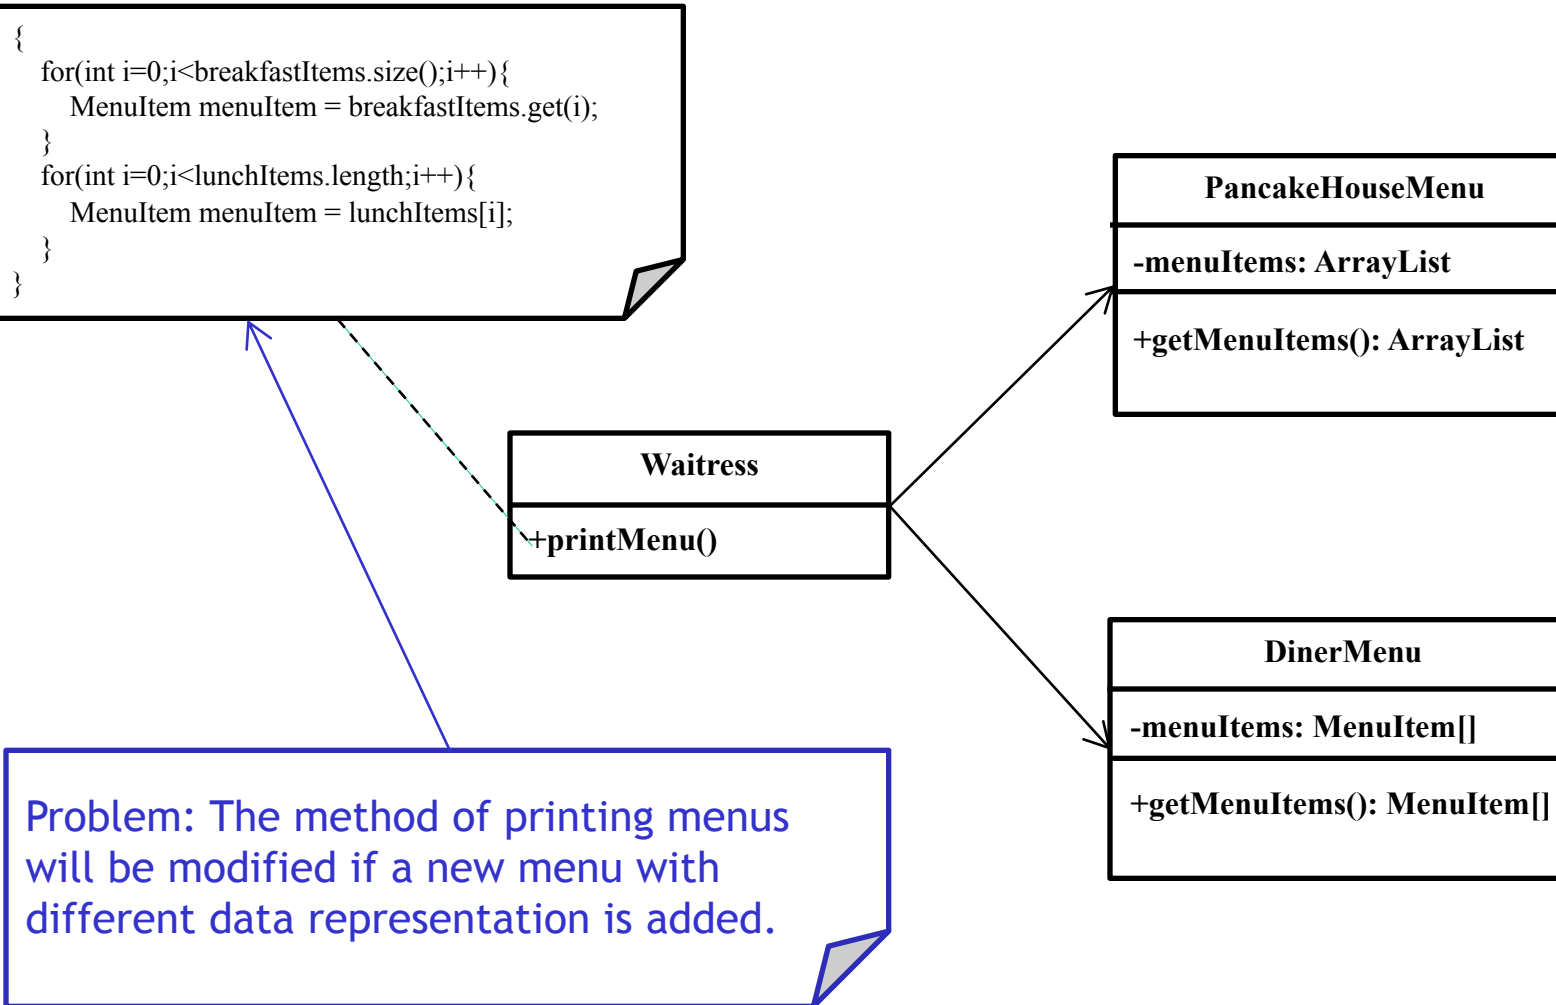 {
for(int i=0;i<breakfastItems.size();i++){
MenuItem menuItem = breakfastItems.get(i);
}
for(int i=0;i<lunchItems.length;i++){
MenuItem menuItem = lunchItems[i];
}
}
PancakeHouseMenu
-menuItems: ArrayList
+getMenuItems(): ArrayList
Waitress
+printMenu()
DinerMenu
-menuItems: MenuItem[]
+getMenuItems(): MenuItem[]
Problem: The method of printing menus
will be modified if a new menu with
different data representation is added.